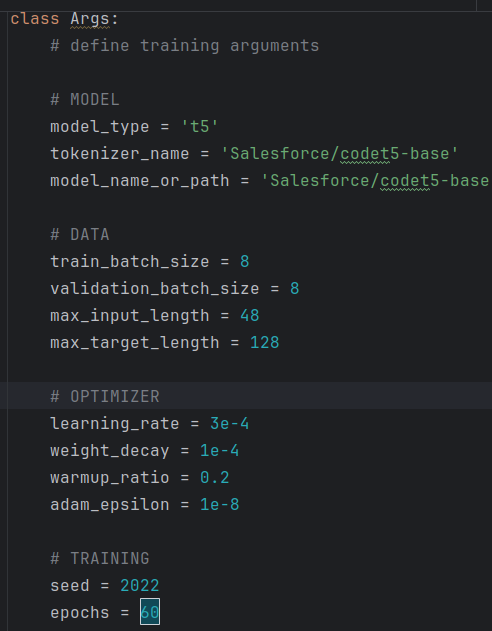 class Args:
    # define training arguments

    # MODEL
    model_type = 't5'
    tokenizer_name = 'Salesforce/codet5-base'
    model_name_or_path = 'Salesforce/codet5-base

    # DATA
    train_batch_size = 8
    validation_batch_size = 8
    max_input_length = 48
    max_target_length = 128

    # OPTIMIZER
    learning_rate = 3e-4
    weight_decay = 1e-4
    warmup_ratio = 0.2
    adam_epsilon = 1e-8

    # TRAINING
    seed = 2022
    epochs = 60